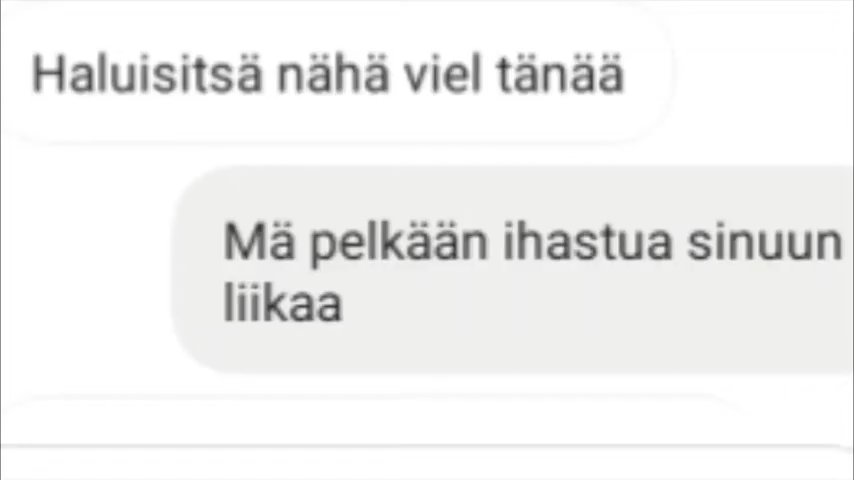 Haluisitsä nähä viel tänää
Mä pelkään ihastua sinuun
liikaa